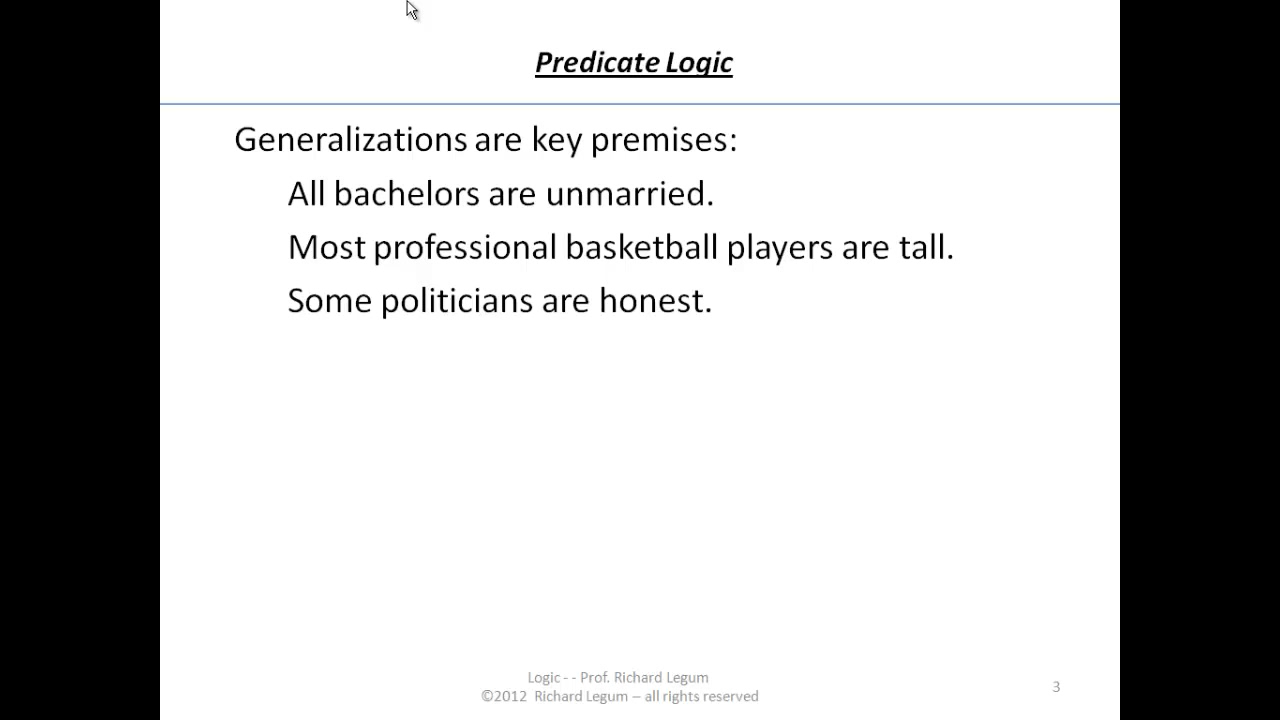 Predicate Logic
Generalizations are key premises:
All bachelors are unmarried.
Most professional basketball players are tall.
Some politicians are honest.
Logic - - Prof. Richard Legum
©2012 Richard Legum – all rights reserved
3